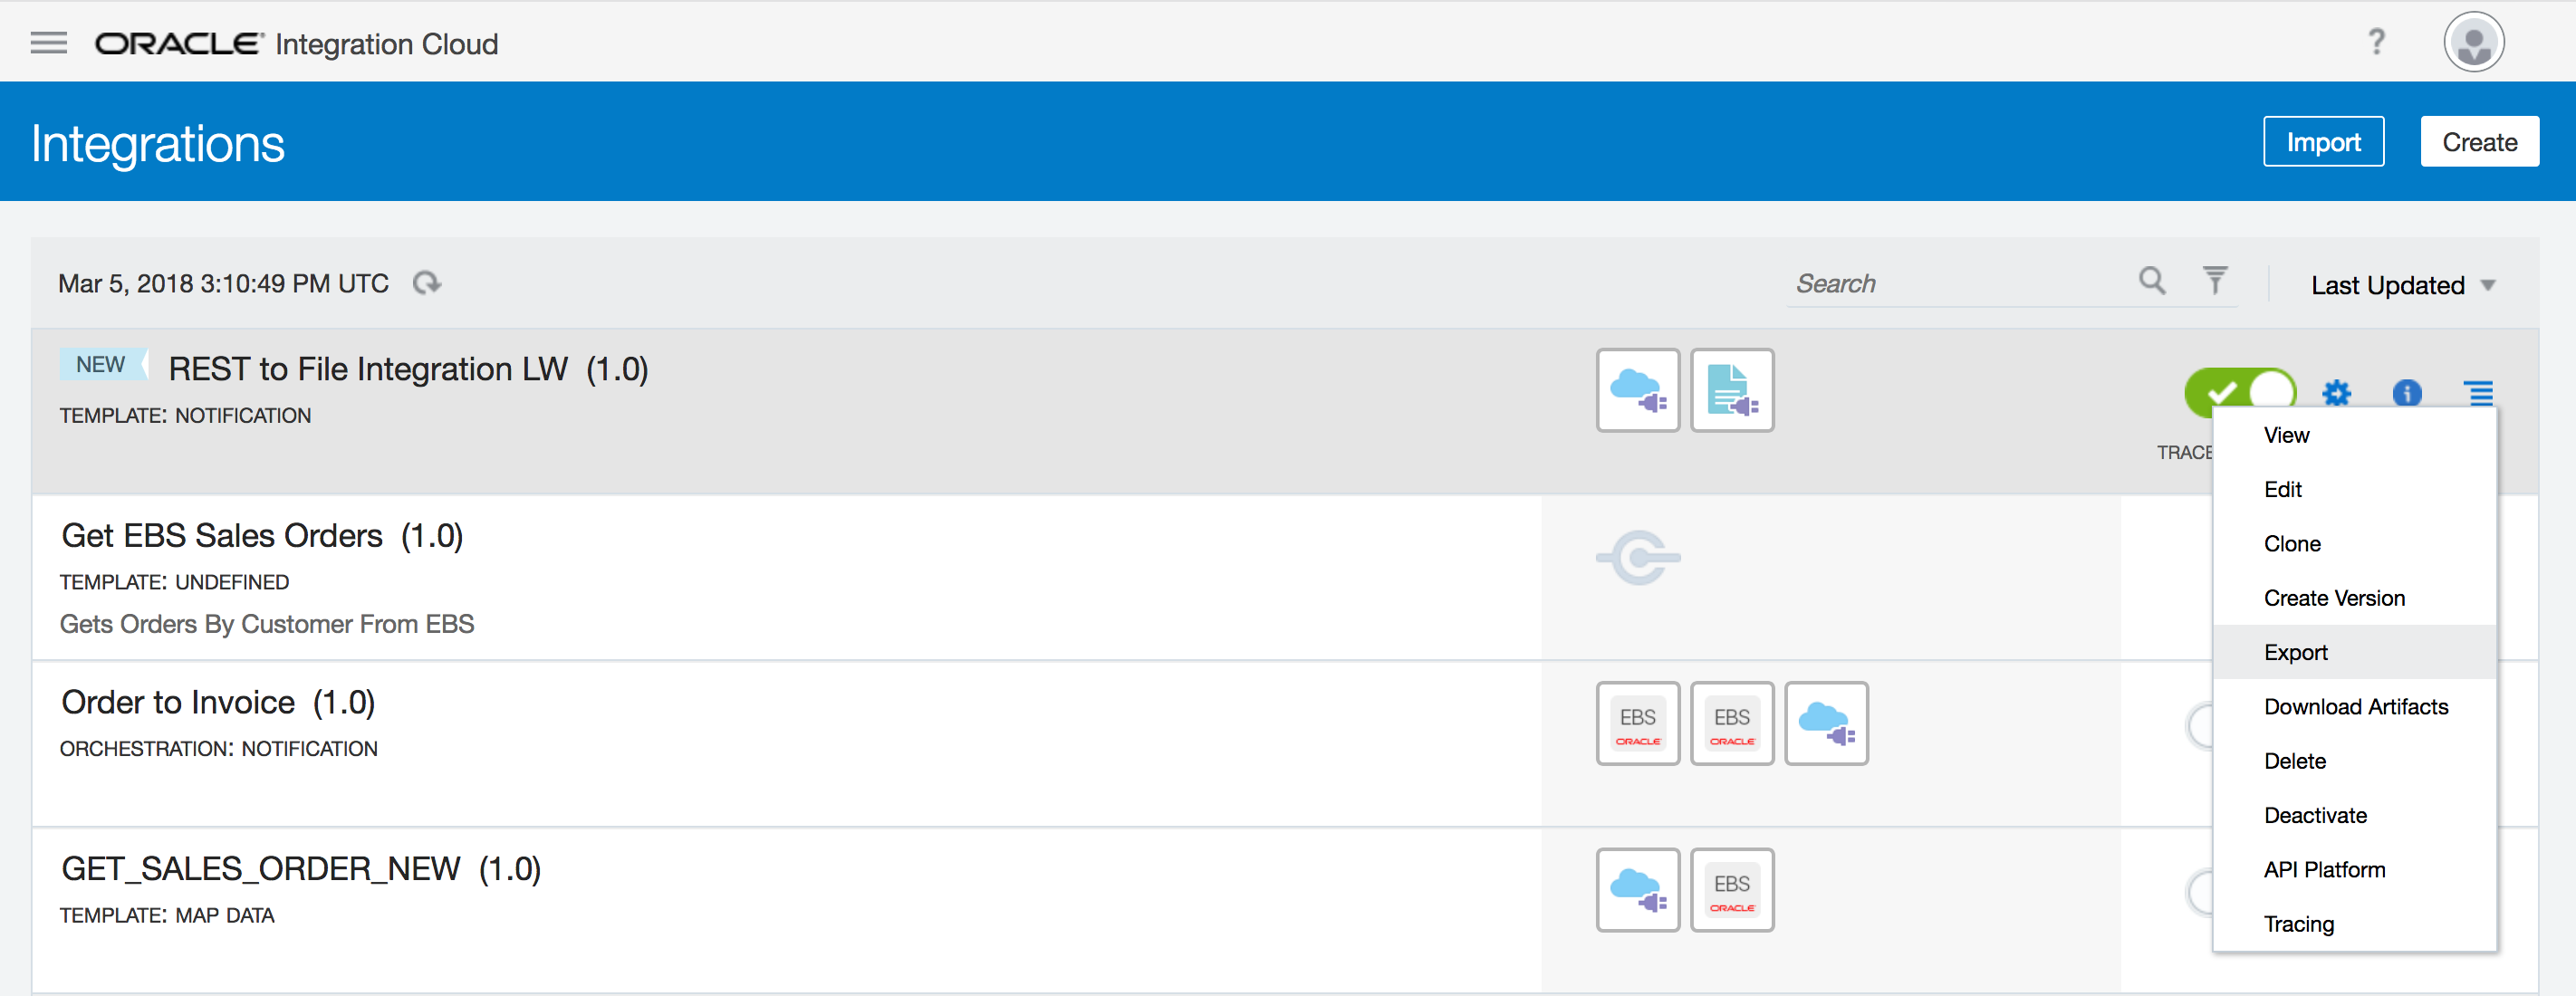 ORACLE® Integration Cloud
?
Integrations
Import
Create
Mar 5, 2018 3:10:49 PM UTC
Search
Last Updated
NEW REST to File Integration LW (1.0)
TEMPLATE: NOTIFICATION
TRACE
View
Edit
Clone
Create Version
Export
Download Artifacts
Delete
Deactivate
API Platform
Tracing
Get EBS Sales Orders (1.0)
TEMPLATE: UNDEFINED
Gets Orders By Customer From EBS
Order to Invoice (1.0)
ORCHESTRATION: NOTIFICATION
EBS
ORACLE
EBS
ORACLE
GET_SALES_ORDER_NEW (1.0)
TEMPLATE: MAP DATA
EBS
ORACLE